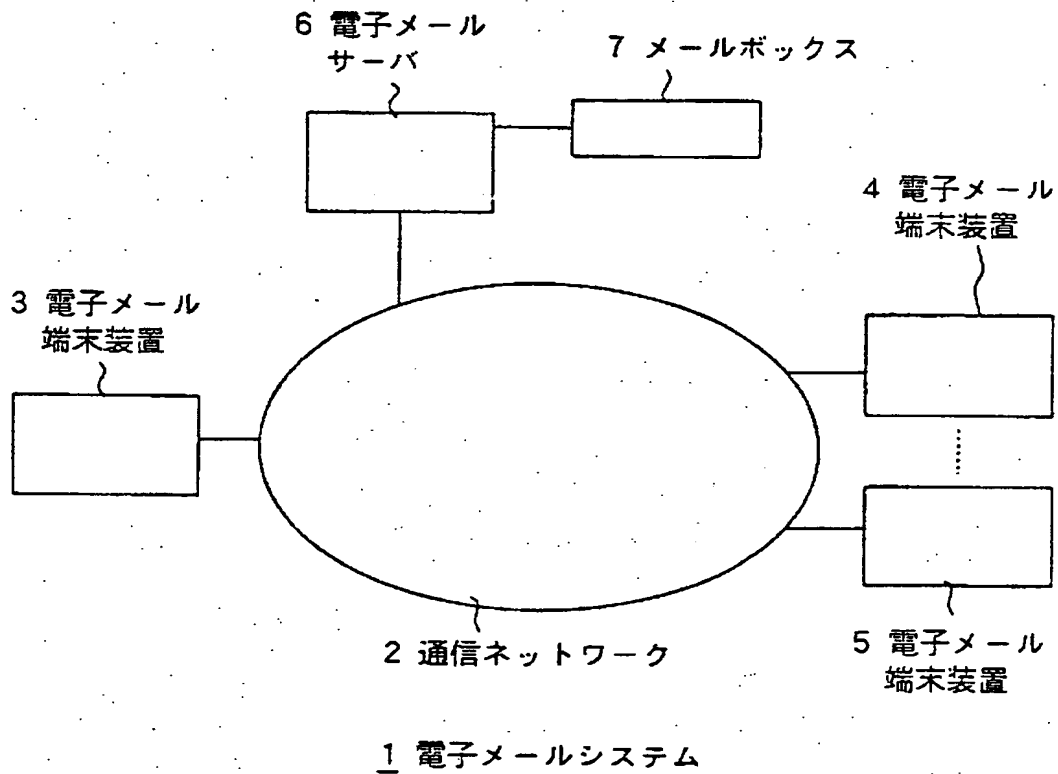 6 電子メール
サーバ
7 メールボックス
4 電子メール
端末装置
3 電子メール
端末装置
2 通信ネットワーク
5 電子メール
端末装置
1 電子メールシステム